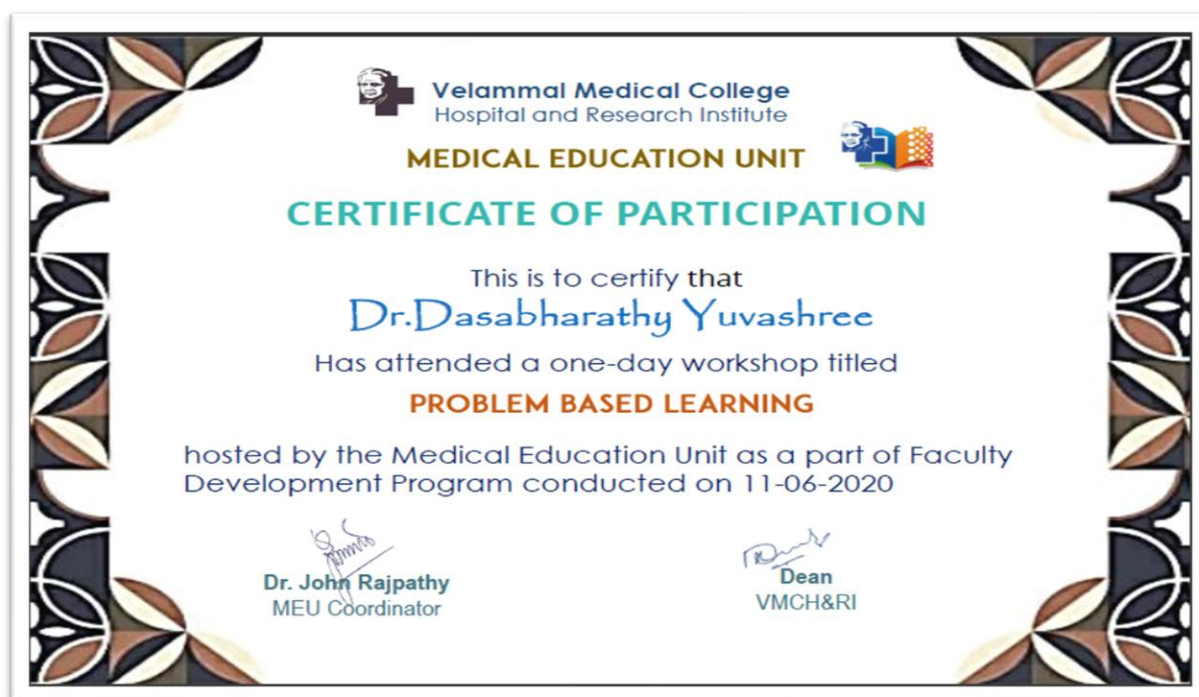 Velammal Medical College
Hospital and Research Institute
MEDICAL EDUCATION UNIT
CERTIFICATE OF PARTICIPATION
This is to certify that
Dr.Dasabharathy Yuvashree
Has attended a one-day workshop titled
PROBLEM BASED LEARNING
hosted by the Medical Education Unit as a part of Faculty
Development Program conducted on 11-06-2020
Dr. John Rajpathy
MEU Coordinator
Dean
VMCH&RI